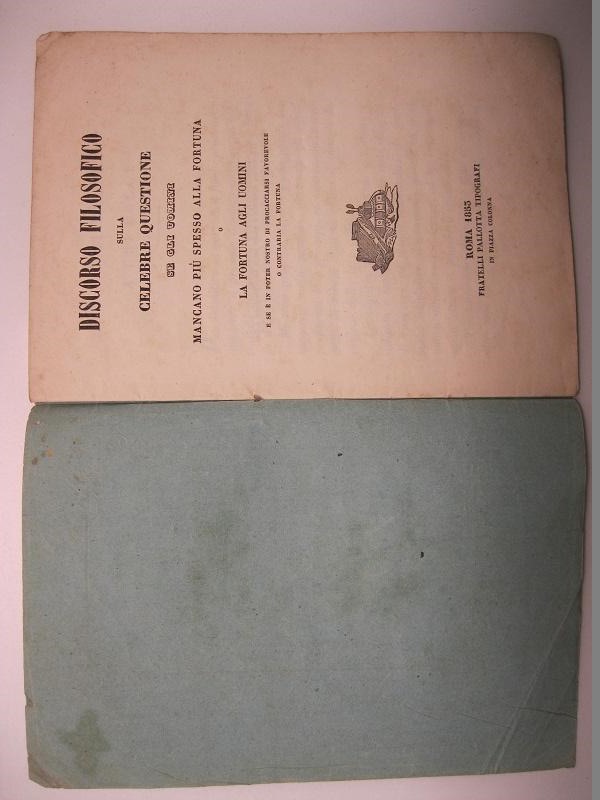 DISCORSO FILOSOFICO
SULLA
CELEBRE QUESTIONE
SE GLI UOMINI
MANCANO PIÙ SPESSO ALLA FORTUNA
O
LA FORTUNA AGLI UOMINI
E SE È IN POTER NOSTRO DI PROCACCIARSI FAVOREVOLE
O CONTRARIA LA FORTUNA
ROMA 1855
FRATELLI PALLOTTA TIPOGRAFI
IN PIAZZA COLONNA